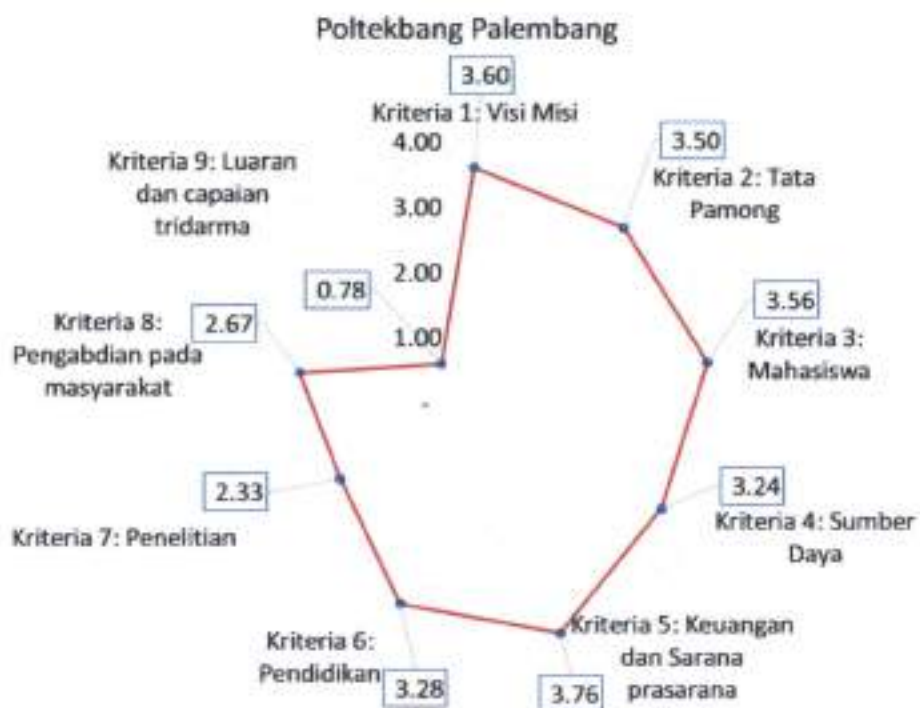 Poltekbang Palembang
3.60
Kriteria 1: Visi Misi
4.00
3.00
2.00
1.00
3.50
Kriteria 2: Tata
Pamong
3.56
Kriteria 3:
Mahasiswa
3.24
Kriteria 4: Sumber
Daya
Kriteria 5: Keuangan
dan Sarana
prasarana
3.76
Kriteria 6:
Pendidikan
3.28
2.33
Kriteria 7: Penelitian
2.67
Kriteria 8:
Pengabdian pada
masyarakat
Kriteria 9: Luaran
dan capaian
tridarma
0.78